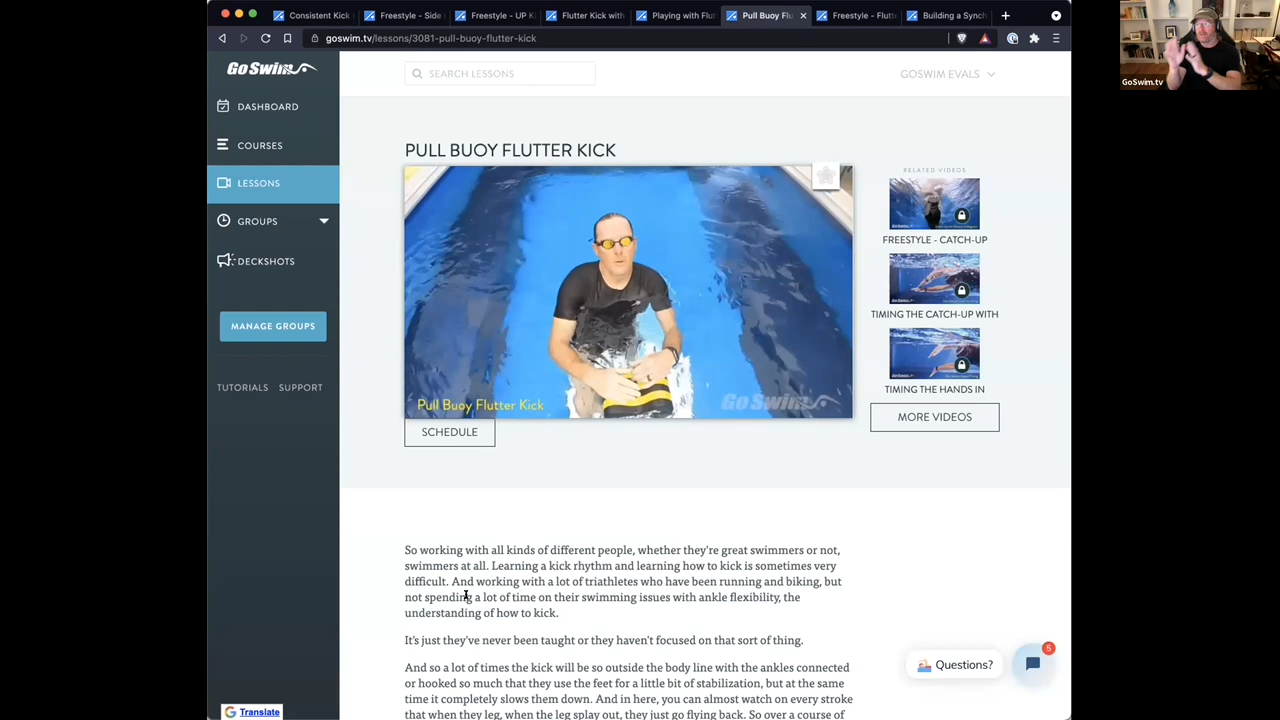 Consistent Kick
Freestyle - Side
Freestyle - UP K
Flutter Kick with
Playing with Flut
Pull Buoy Flu
Freestyle - Flutt
Building a Synch
goswim.tv/lessons/3081-pull-buoy-flutter-kick
GoSwim
SEARCH LESSONS
GOSWIM EVALS
GoSwim.tv
DASHBOARD
COURSES
LESSONS
GROUPS
DECKSHOTS
MANAGE GROUPS
TUTORIALS SUPPORT
PULL BUOY FLUTTER KICK
Pull Buoy Flutter Kick
GoSwim
SCHEDULE
RELATED VIDEOS
FREESTYLE - CATCH-UP
TIMING THE CATCH-UP WITH
TIMING THE HANDS IN
MORE VIDEOS
So working with all kinds of different people, whether they're great swimmers or not,
swimmers at all. Learning a kick rhythm and learning how to kick is sometimes very
difficult. And working with a lot of triathletes who have been running and biking, but
not spending a lot of time on their swimming issues with ankle flexibility, the
understanding of how to kick.
It's just they've never been taught or they haven't focused on that sort of thing.
And so a lot of times the kick will be so outside the body line with the ankles connected
or hooked so much that they use the feet for a little bit of stabilization, but at the same
time it completely slows them down. And in here, you can almost watch on every stroke
that when they leg, when the leg splay out, they just go flying back. So over a course of
Questions?
5
Translate